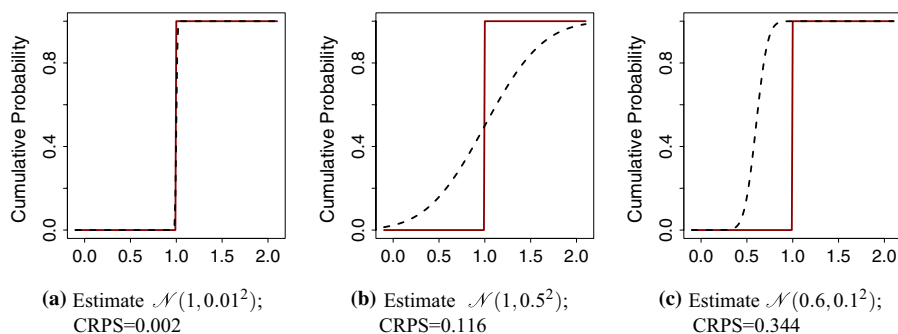 Cumulative Probability
0.0 0.4 0.8
0.0 0.5 1.0 1.5 2.0
Cumulative Probability
0.0 0.4 0.8
0.0 0.5 1.0 1.5 2.0
Cumulative Probability
0.0 0.4 0.8
0.0 0.5 1.0 1.5 2.0
(a) Estimate 𝒩(1, 0.01²);
CRPS=0.002
(b) Estimate 𝒩(1, 0.5²);
CRPS=0.116
(c) Estimate 𝒩(0.6, 0.1²);
CRPS=0.344